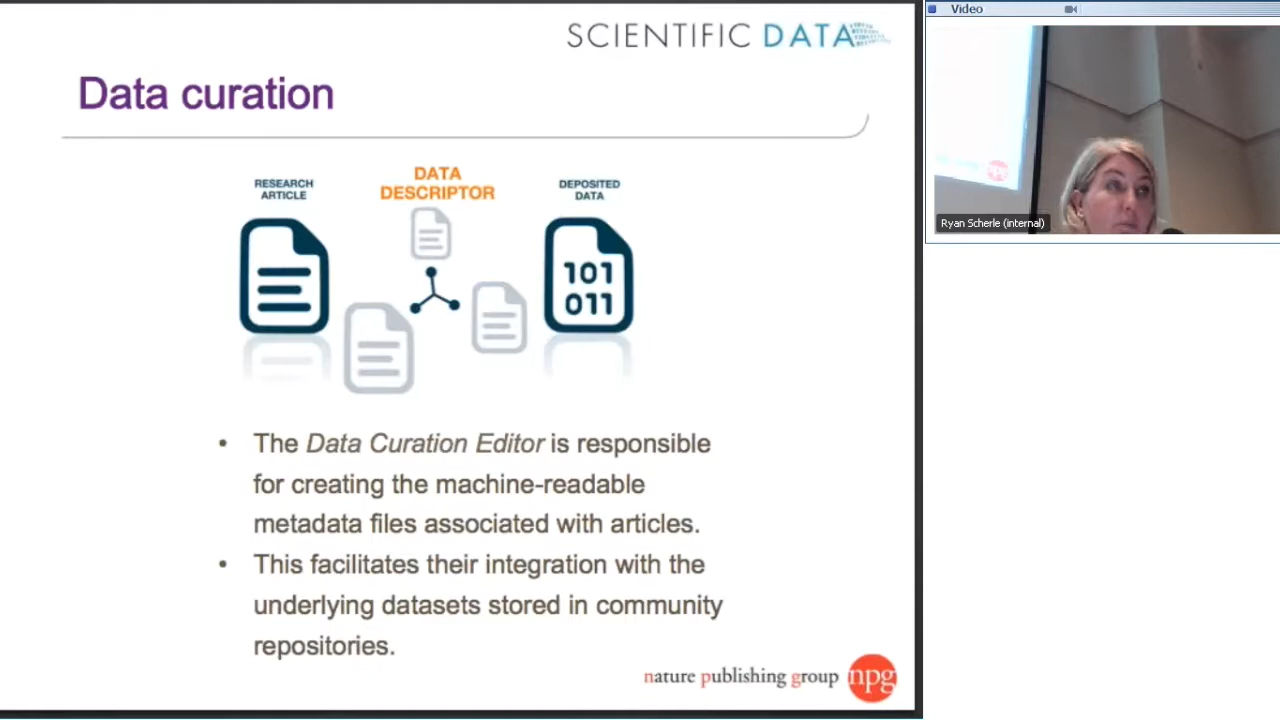 SCIENTIFIC DATA
Data curation
RESEARCH
ARTICLE
DATA
DESCRIPTOR
DEPOSITED
DATA
101
011
• The Data Curation Editor is responsible
for creating the machine-readable
metadata files associated with articles.
• This facilitates their integration with the
underlying datasets stored in community
repositories.
nature publishing group npg
Video
npg
Ryan Scherle (internal)